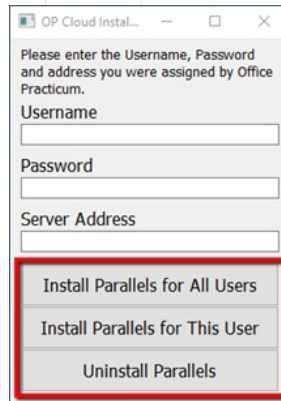 OP Cloud Instal...
Please enter the Username, Password
and address you were assigned by Office
Practicum.
Username
Password
Server Address
Install Parallels for All Users
Install Parallels for This User
Uninstall Parallels